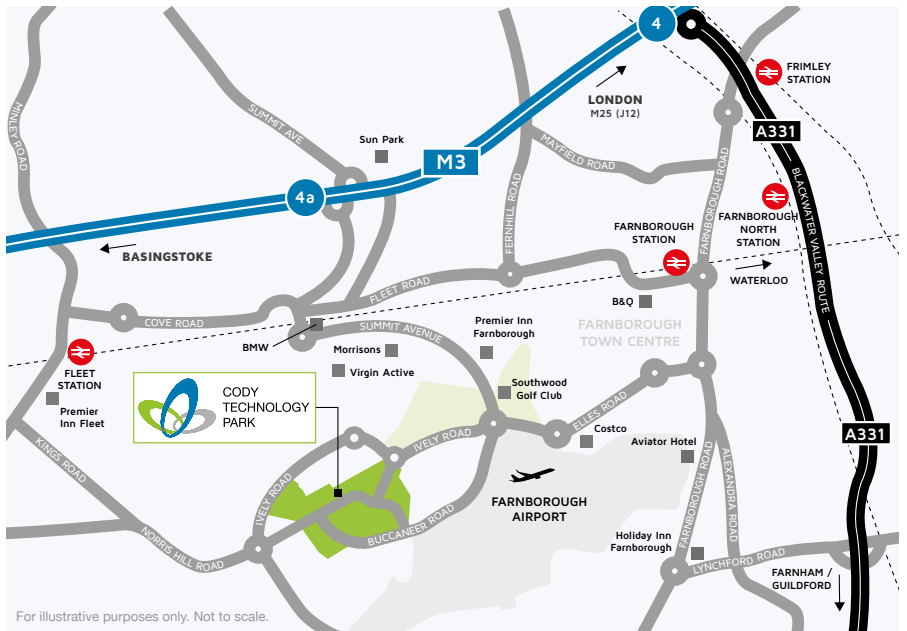 4
FRIMLEY
STATION
LONDON
M25 (J12)
MINLEY ROAD
SUMMIT AVE
A331
Sun Park
MAYFIELD ROAD
M3
FARNBOROUGH ROAD
BLACKWATER VALLEY ROUTE
4a
FERNHILL ROAD
FARNBOROUGH
NORTH
STATION
FARNBOROUGH
STATION
BASINGSTOKE
WATERLOO
FLEET ROAD
B&Q
COVE ROAD
SUMMIT AVENUE
Premier Inn
Farnborough
FARNBOROUGH
TOWN CENTRE
BMW
Morrisons
Virgin Active
FLEET
STATION
CODY
TECHNOLOGY
PARK
Southwood
Golf Club
Premier
Inn Fleet
ELLES ROAD
Costco
IVELY ROAD
Aviator Hotel
A331
KINGS ROAD
IVELY ROAD
FARNBOROUGH
AIRPORT
FARNBOROUGH ROAD
ALEXANDRA ROAD
BUCCANEER ROAD
NORRIS HILL ROAD
Holiday Inn
Farnborough
LYNCHFORD ROAD
FARNHAM /
GUILDFORD
For illustrative purposes only. Not to scale.